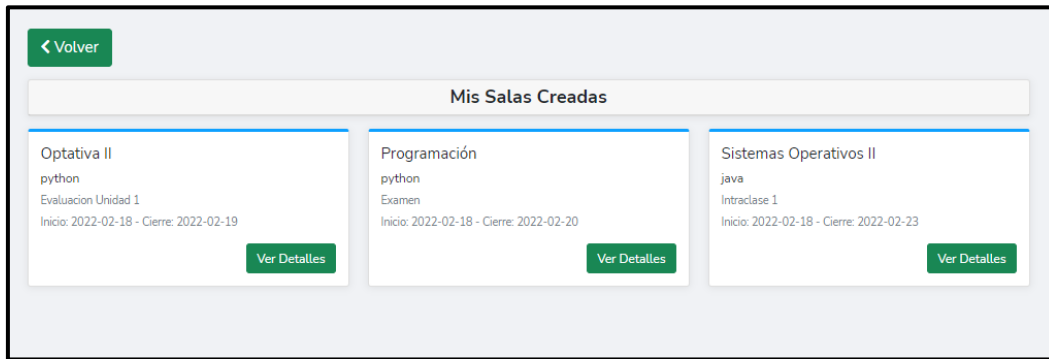 Volver
Mis Salas Creadas
Optativa II
python
Evaluacion Unidad 1
Inicio: 2022-02-18 - Cierre: 2022-02-19
Ver Detalles
Programación
python
Examen
Inicio: 2022-02-18 - Cierre: 2022-02-20
Ver Detalles
Sistemas Operativos II
java
Intraclase 1
Inicio: 2022-02-18 - Cierre: 2022-02-23
Ver Detalles